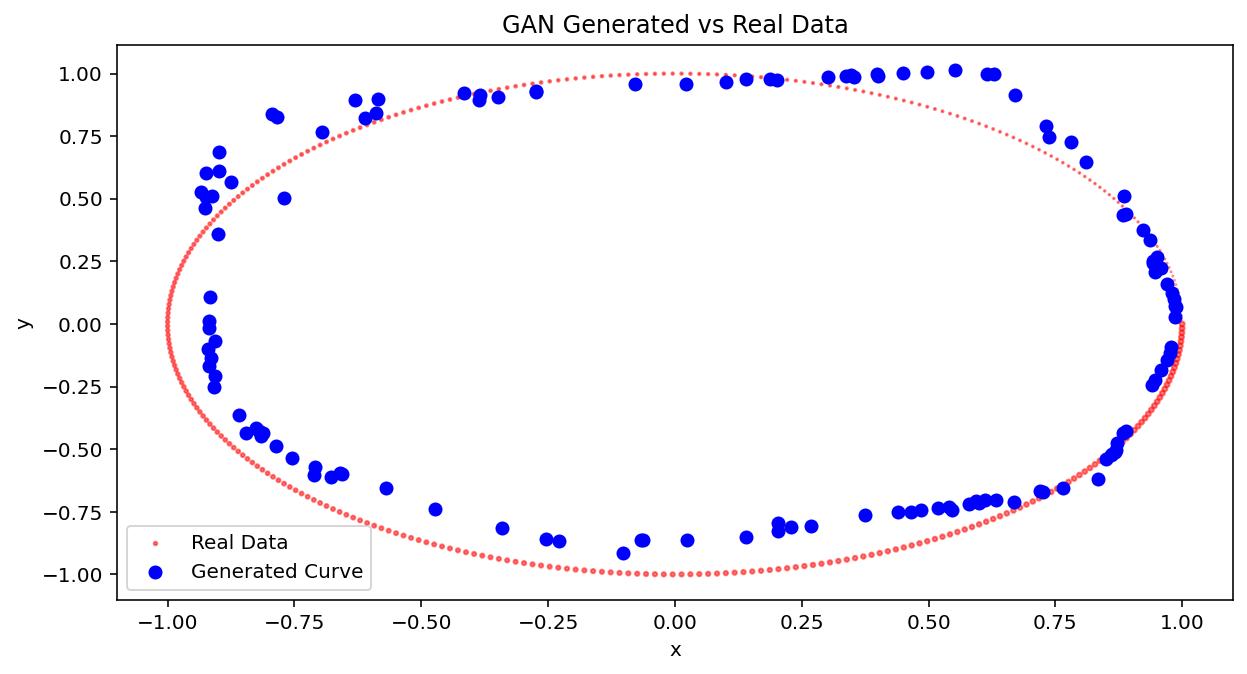 GAN Generated vs Real Data
1.00
0.75
0.50
0.25
0.00
−0.25
−0.50
−0.75
−1.00
y
Real Data
Generated Curve
−1.00 −0.75 −0.50 −0.25 0.00 0.25 0.50 0.75 1.00
x